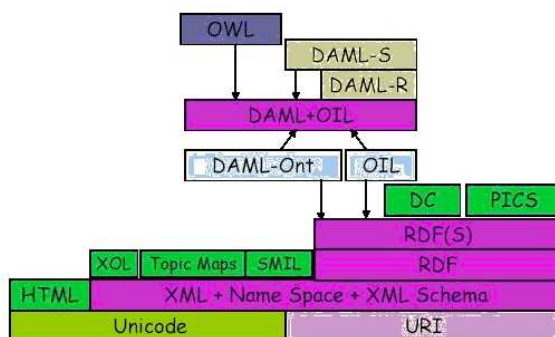 OWL
DAML-S
DAML-R
DAML+OIL
DAML-Ont
OIL
DC
PICS
RDF(S)
XOL
Topic Maps
SMIL
RDF
HTML
XML + Name Space + XML Schema
Unicode
URI